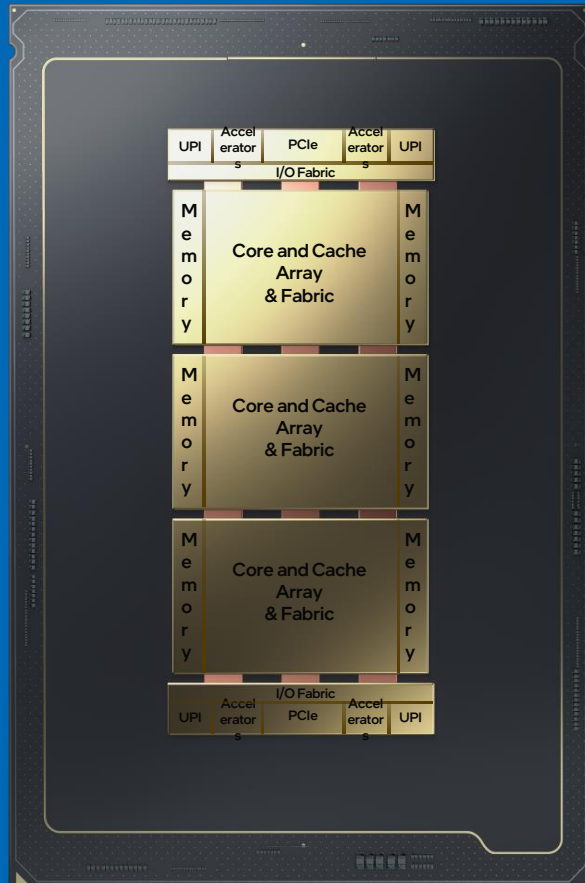 UPI
Accel
erator
s
PCIe
Accel
erator
s
UPI
I/O Fabric
M
e
m
o
r
y
Core and Cache
Array
& Fabric
M
e
m
o
r
y
M
e
m
o
r
y
Core and Cache
Array
& Fabric
M
e
m
o
r
y
M
e
m
o
r
y
Core and Cache
Array
& Fabric
M
e
m
o
r
y
I/O Fabric
UPI
Accel
erator
s
PCIe
Accel
erator
s
UPI